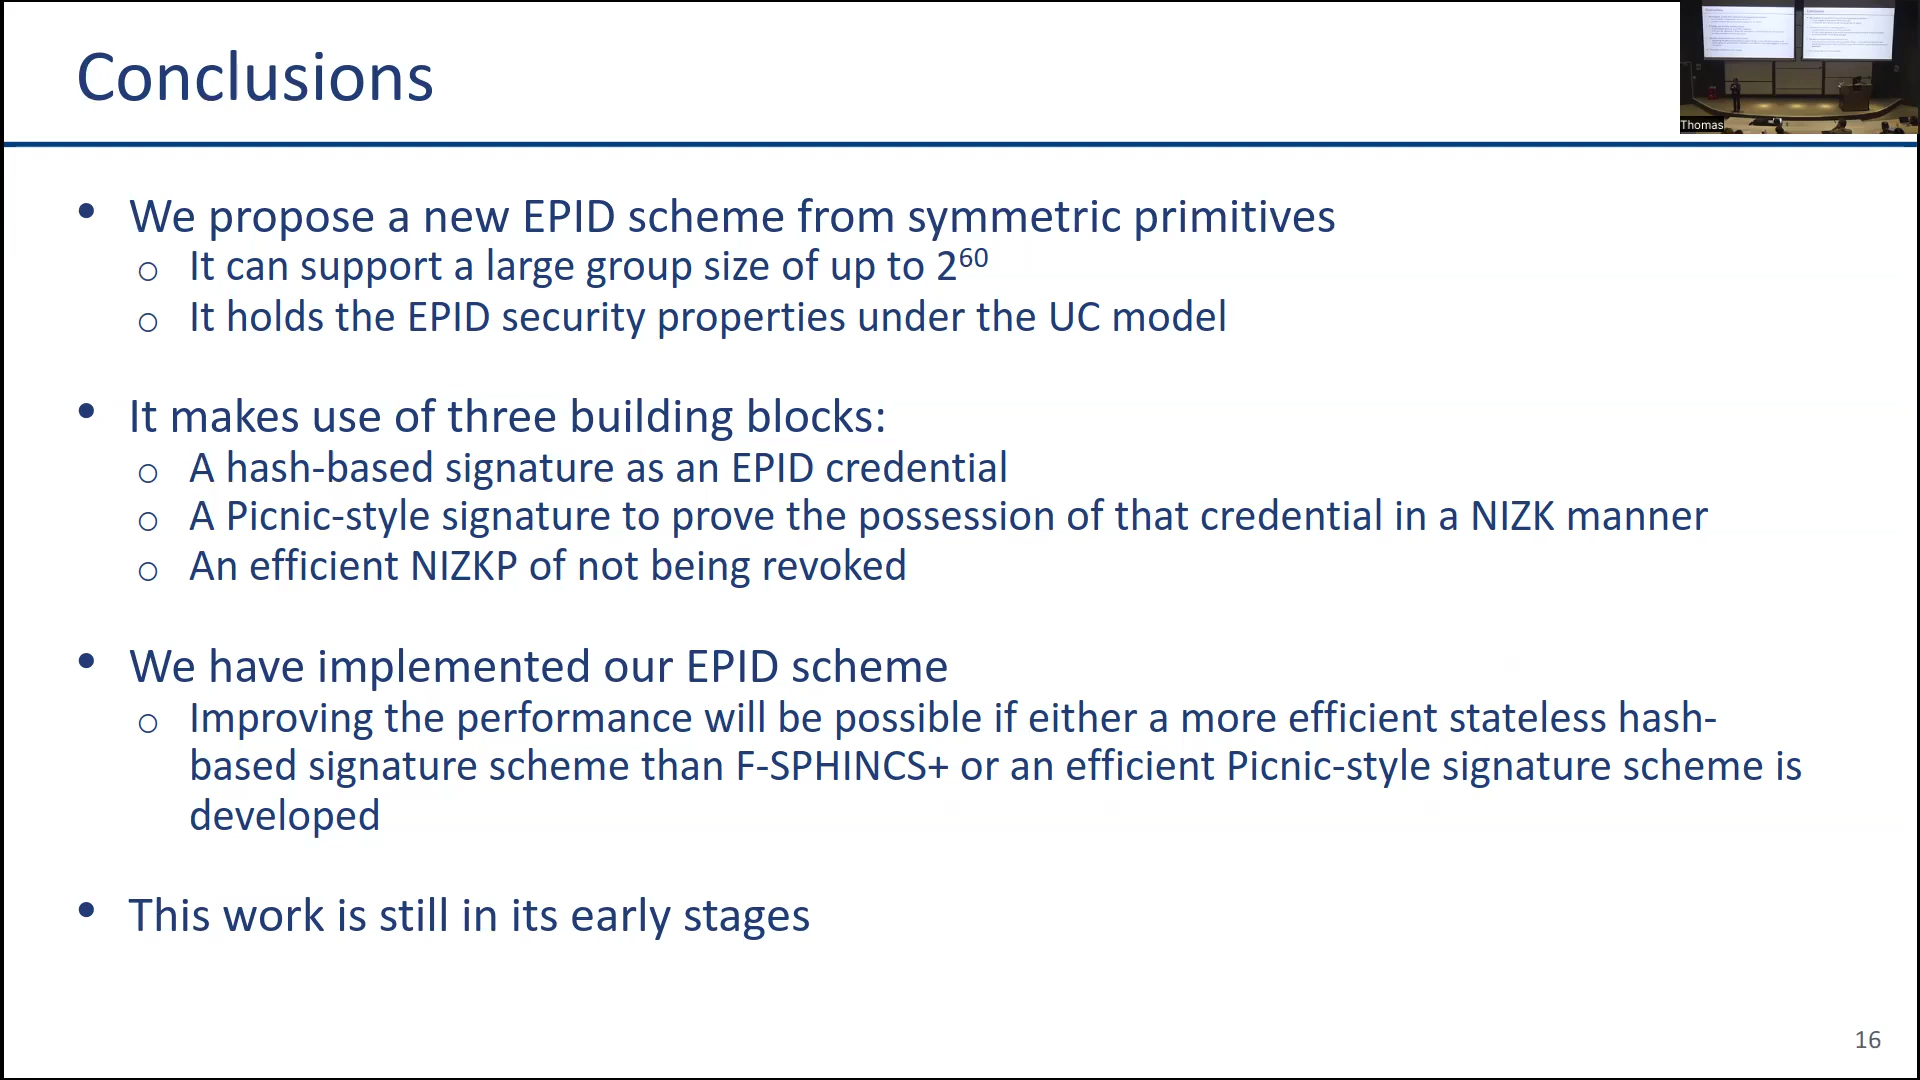 Conclusions
Thomas
• We propose a new EPID scheme from symmetric primitives
○ It can support a large group size of up to 2⁶⁰
○ It holds the EPID security properties under the UC model
• It makes use of three building blocks:
○ A hash-based signature as an EPID credential
○ A Picnic-style signature to prove the possession of that credential in a NIZK manner
○ An efficient NIZKP of not being revoked
• We have implemented our EPID scheme
○ Improving the performance will be possible if either a more efficient stateless hash-
based signature scheme than F-SPHINCS+ or an efficient Picnic-style signature scheme is
developed
• This work is still in its early stages
16